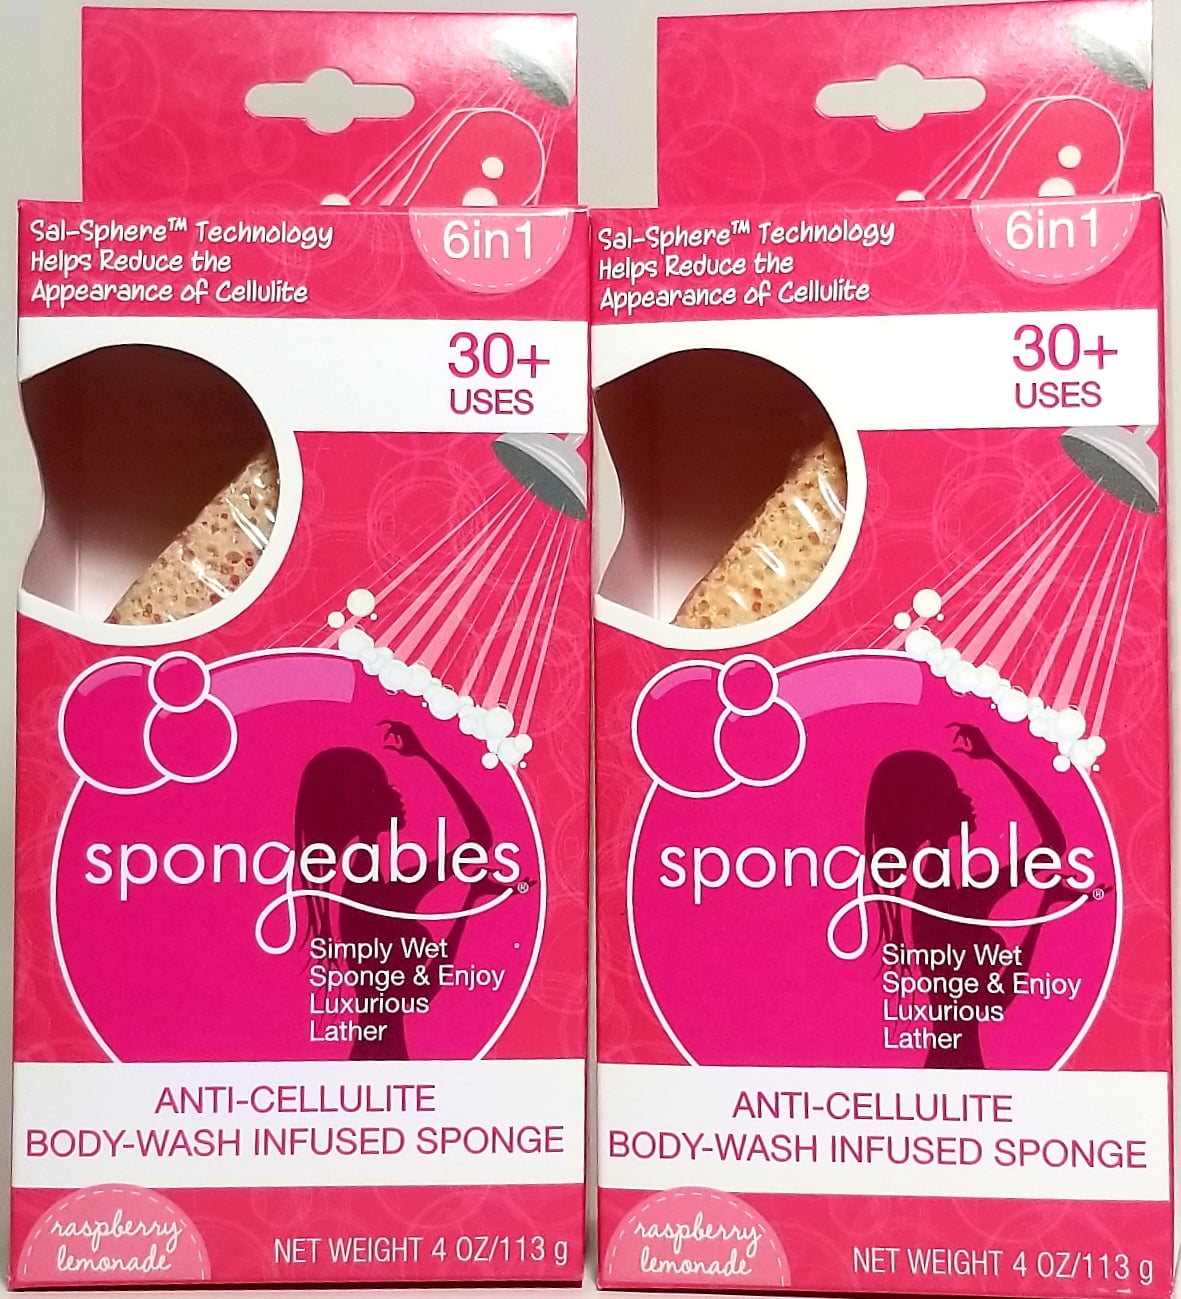 Sal-Sphere™ Technology
Helps Reduce the
Appearance of Cellulite
6in1
30+
USES
spongeables®
Simply Wet
Sponge & Enjoy
Luxurious
Lather
ANTI-CELLULITE
BODY-WASH INFUSED SPONGE
raspberry
lemonade
NET WEIGHT 4 OZ/113 g
Sal-Sphere™ Technology
Helps Reduce the
Appearance of Cellulite
6in1
30+
USES
spongeables®
Simply Wet
Sponge & Enjoy
Luxurious
Lather
ANTI-CELLULITE
BODY-WASH INFUSED SPONGE
raspberry
lemonade
NET WEIGHT 4 OZ/113 g